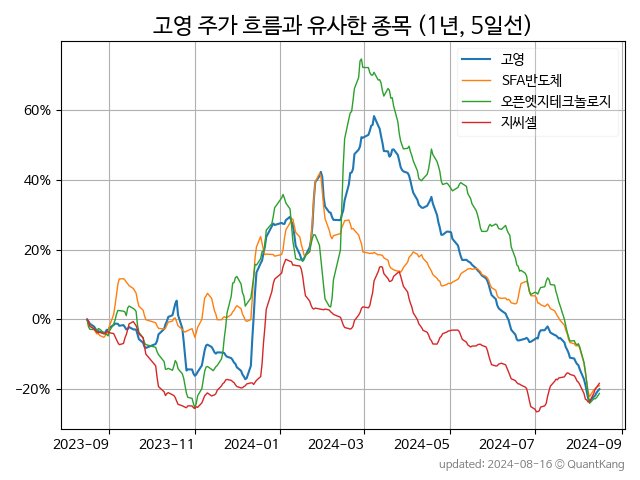 고영 주가 흐름과 유사한 종목 (1년, 5일선)
고영
SFA반도체
오픈엣지테크놀로지
지씨셀
60%
40%
20%
0%
−20%
2023-09 2023-11 2024-01 2024-03 2024-05 2024-07 2024-09
updated: 2024-08-16 © QuantKang